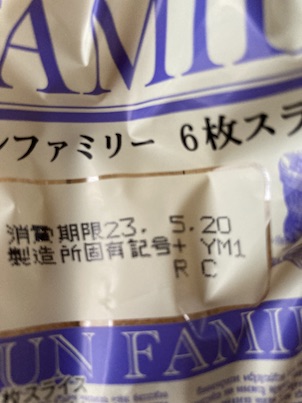 FAMIL
ンファミリー 6枚スラ
消費期限23. 5.20
製造所固有記号+ YM1
R C
UN FAMI
枚スライス